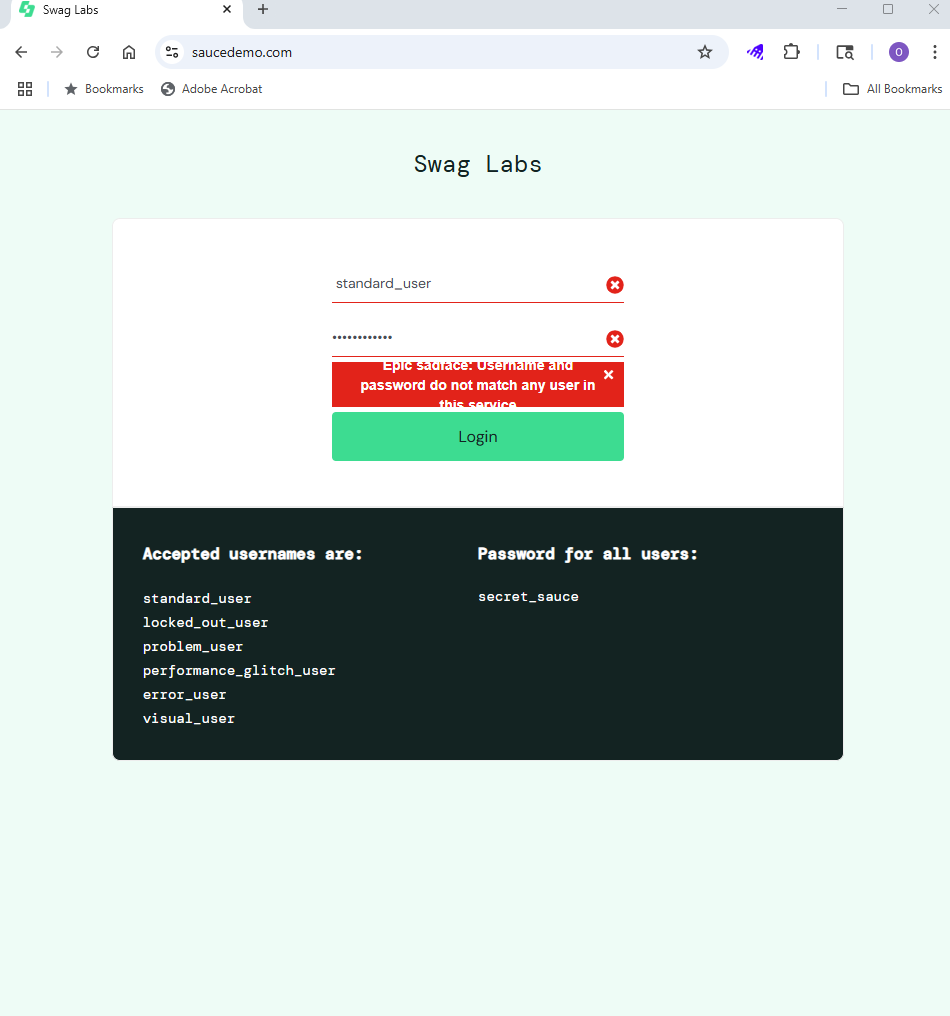 Swag Labs
saucedemo.com
O
Bookmarks
Adobe Acrobat
All Bookmarks
Swag Labs
standard_user
••••••••••••
Epic sadface: Username and
password do not match any user in
this service
Login
Accepted usernames are:
standard_user
locked_out_user
problem_user
performance_glitch_user
error_user
visual_user
Password for all users:
secret_sauce